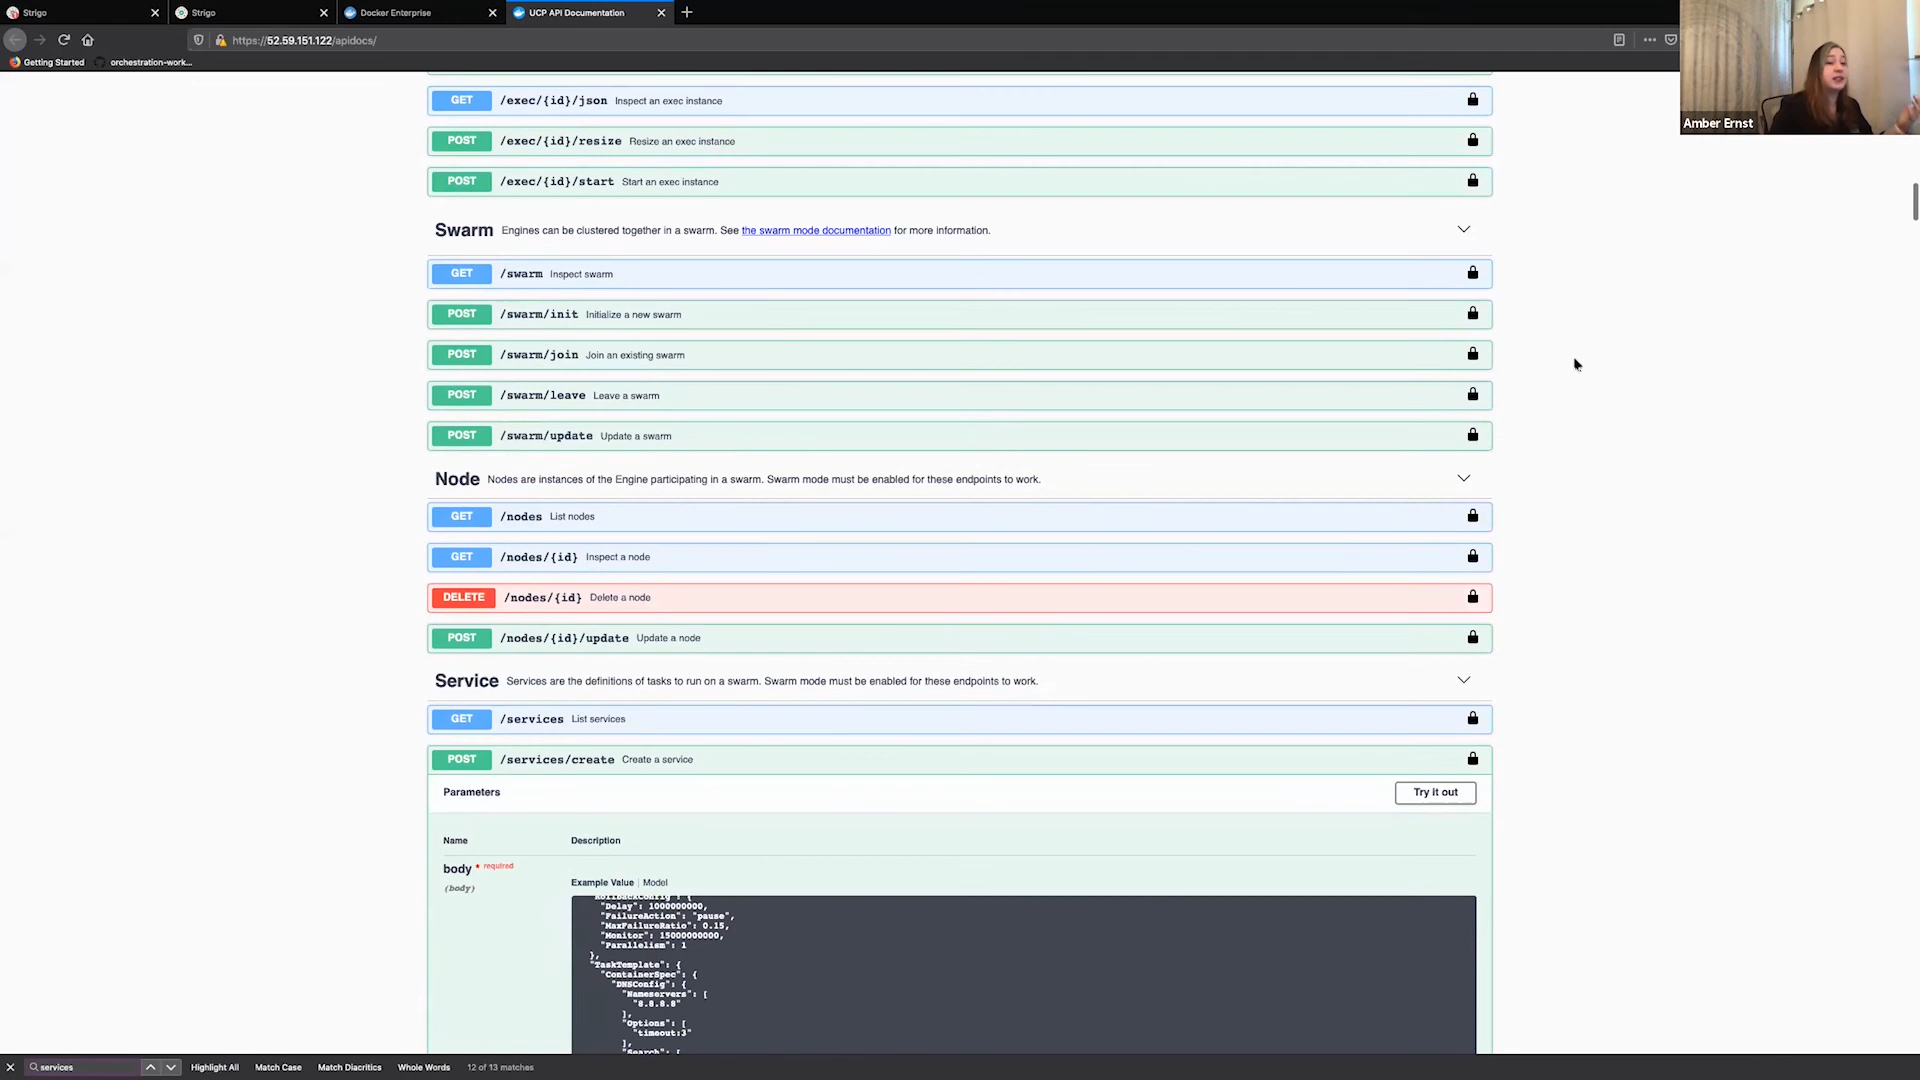 Strigo
Strigo
Docker Enterprise
UCP API Documentation
https://52.59.151.122/apidocs/
Getting Started
orchestration-work...
Amber Ernst
GET /exec/{id}/json Inspect an exec instance
POST /exec/{id}/resize Resize an exec instance
POST /exec/{id}/start Start an exec instance
Swarm Engines can be clustered together in a swarm. See the swarm mode documentation for more information.
GET /swarm Inspect swarm
POST /swarm/init Initialize a new swarm
POST /swarm/join Join an existing swarm
POST /swarm/leave Leave a swarm
POST /swarm/update Update a swarm
Node Nodes are instances of the Engine participating in a swarm. Swarm mode must be enabled for these endpoints to work.
GET /nodes List nodes
GET /nodes/{id} Inspect a node
DELETE /nodes/{id} Delete a node
POST /nodes/{id}/update Update a node
Service Services are the definitions of tasks to run on a swarm. Swarm mode must be enabled for these endpoints to work.
GET /services List services
POST /services/create Create a service
Parameters
Try it out
Name Description
body * required
(body)
Example Value | Model
"RollbackConfig": {
"Delay": 1000000000,
"FailureAction": "pause",
"MaxFailureRatio": 0.15,
"Monitor": 15000000000,
"Parallelism": 1
},
"TaskTemplate": {
"ContainerSpec": {
"DNSConfig": {
"Nameservers": [
"8.8.8.8"
],
"Options": [
"timeout:3"
],
"Search": [
services
Highlight All
Match Case
Match Diacritics
Whole Words
12 of 13 matches